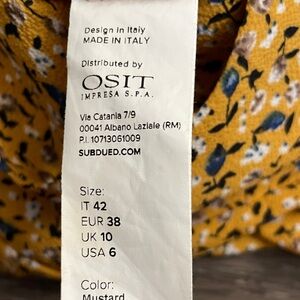 Design in Italy
MADE IN ITALY
Distributed by
OSIT
IMPRESA S.P.A.
Via Catania 7/9
00041 Albano Laziale (RM)
P.I. 10713061009
SUBDUED.COM
Size:
IT 42
EUR 38
UK 10
USA 6
Color:
Mustard